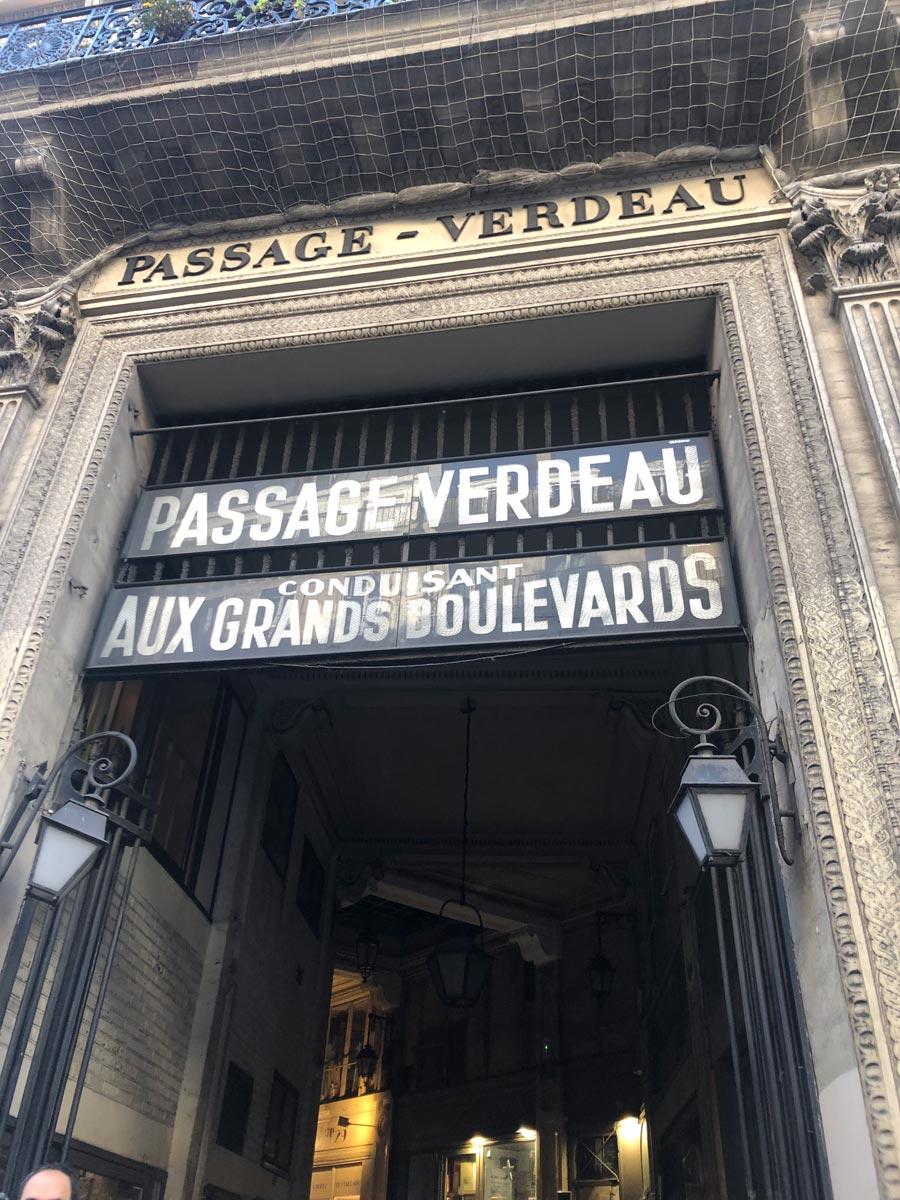 PASSAGE - VERDEAU
PASSAGE VERDEAU
CONDUISANT
AUX GRANDS BOULEVARDS